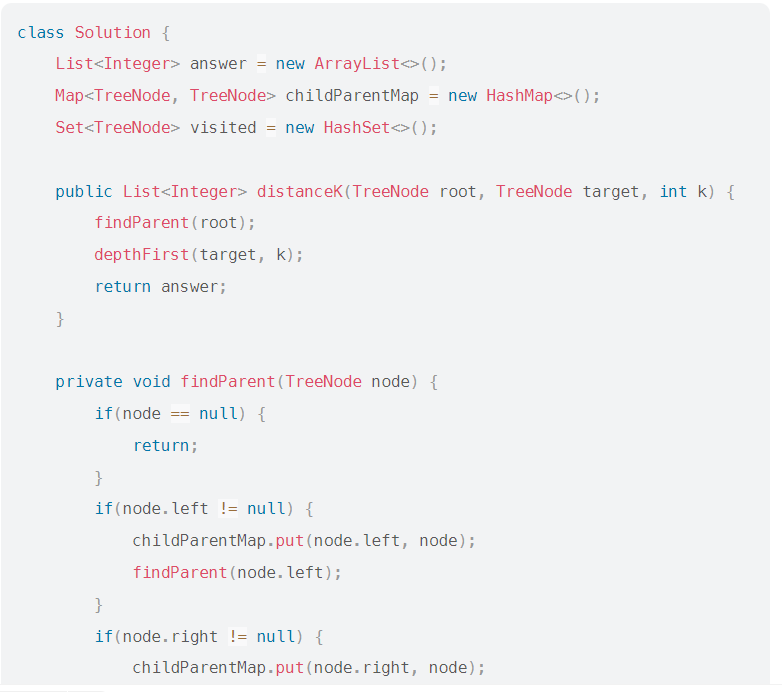 class Solution {
    List<Integer> answer = new ArrayList<>();
    Map<TreeNode, TreeNode> childParentMap = new HashMap<>();
    Set<TreeNode> visited = new HashSet<>();

    public List<Integer> distanceK(TreeNode root, TreeNode target, int k) {
        findParent(root);
        depthFirst(target, k);
        return answer;
    }

    private void findParent(TreeNode node) {
        if(node == null) {
            return;
        }
        if(node.left != null) {
            childParentMap.put(node.left, node);
            findParent(node.left);
        }
        if(node.right != null) {
            childParentMap.put(node.right, node);